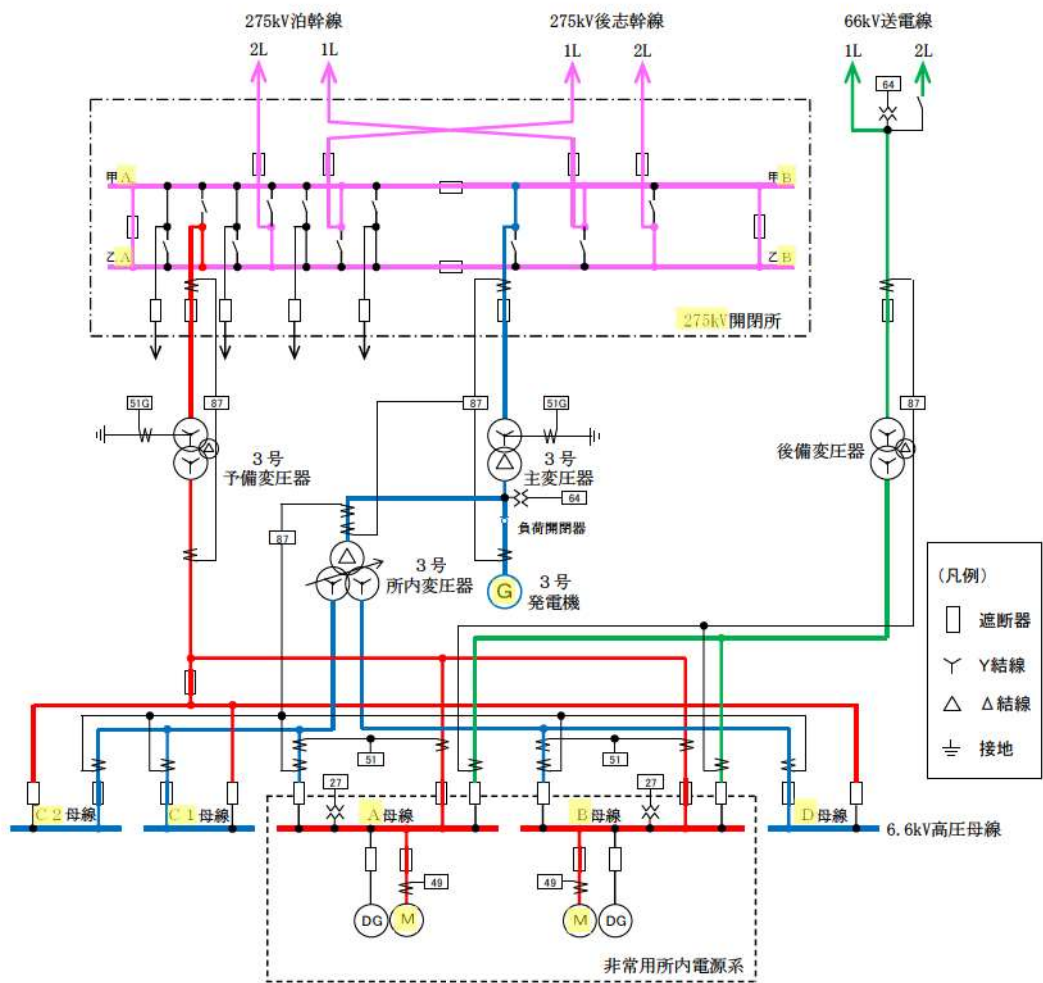 275kV泊幹線
275kV後志幹線
66kV送電線
2L
1L
1L
2L
1L
2L
64
甲A
甲B
乙A
乙B
275kV開閉所
51G
87
87
51G
87
3号
予備変圧器
3号
主変圧器
後備変圧器
64
負荷開閉器
87
3号
所内変圧器
G
3号
発電機
(凡例)
遮断器
Y結線
Δ結線
接地
51
51
27
27
C2母線
C1母線
A母線
B母線
D母線
6.6kV高圧母線
49
49
DG
M
M
DG
非常用所内電源系